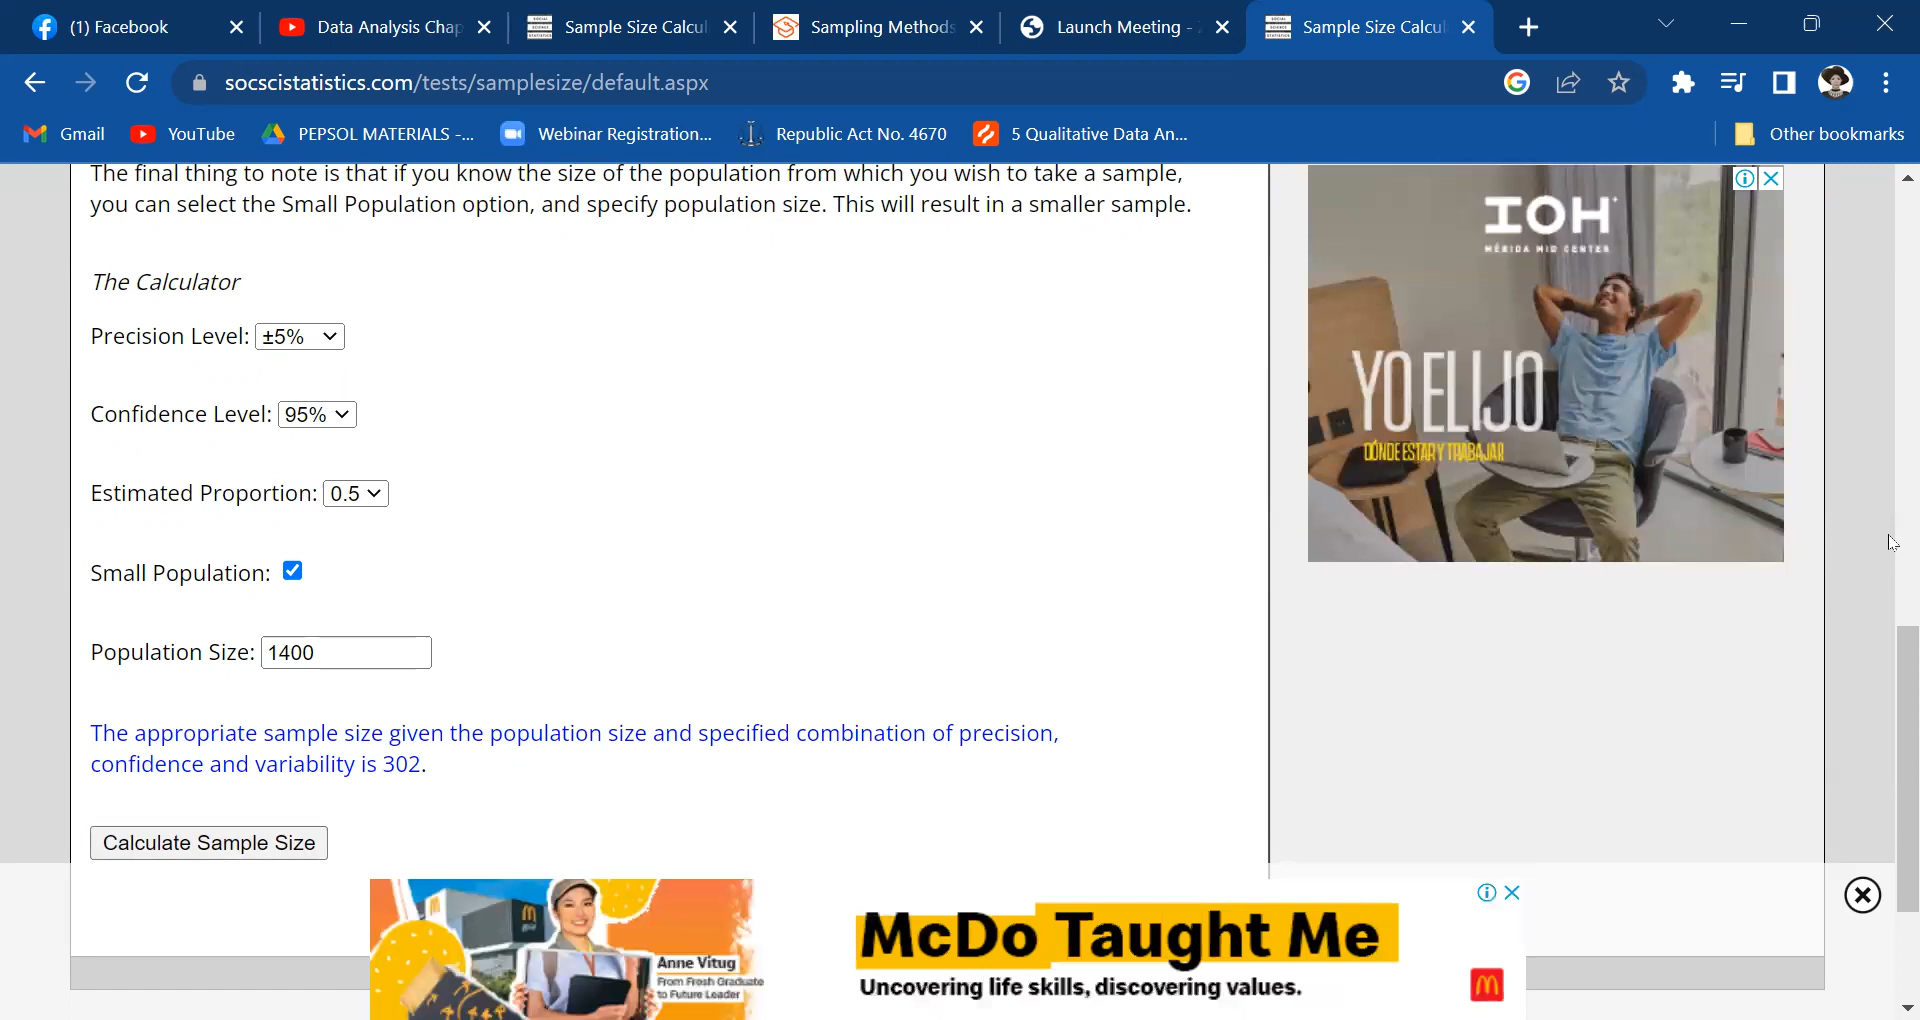 (1) Facebook
Data Analysis Chap
Sample Size Calcul
Sampling Methods
Launch Meeting -
Sample Size Calcul
socscistatistics.com/tests/samplesize/default.aspx
Gmail
YouTube
PEPSOL MATERIALS -...
Webinar Registration...
Republic Act No. 4670
5 Qualitative Data An...
Other bookmarks
The final thing to note is that if you know the size of the population from which you wish to take a sample,
you can select the Small Population option, and specify population size. This will result in a smaller sample.
The Calculator
Precision Level: ±5%
Confidence Level: 95%
Estimated Proportion: 0.5
Small Population:
Population Size: 1400
The appropriate sample size given the population size and specified combination of precision,
confidence and variability is 302.
Calculate Sample Size
IOH
MÉRIDA MID CENTER
YO ELIJO
DÓNDE ESTAR Y TRABAJAR
Anne Vitug
From Fresh Graduate
to Future Leader
McDo Taught Me
Uncovering life skills, discovering values.